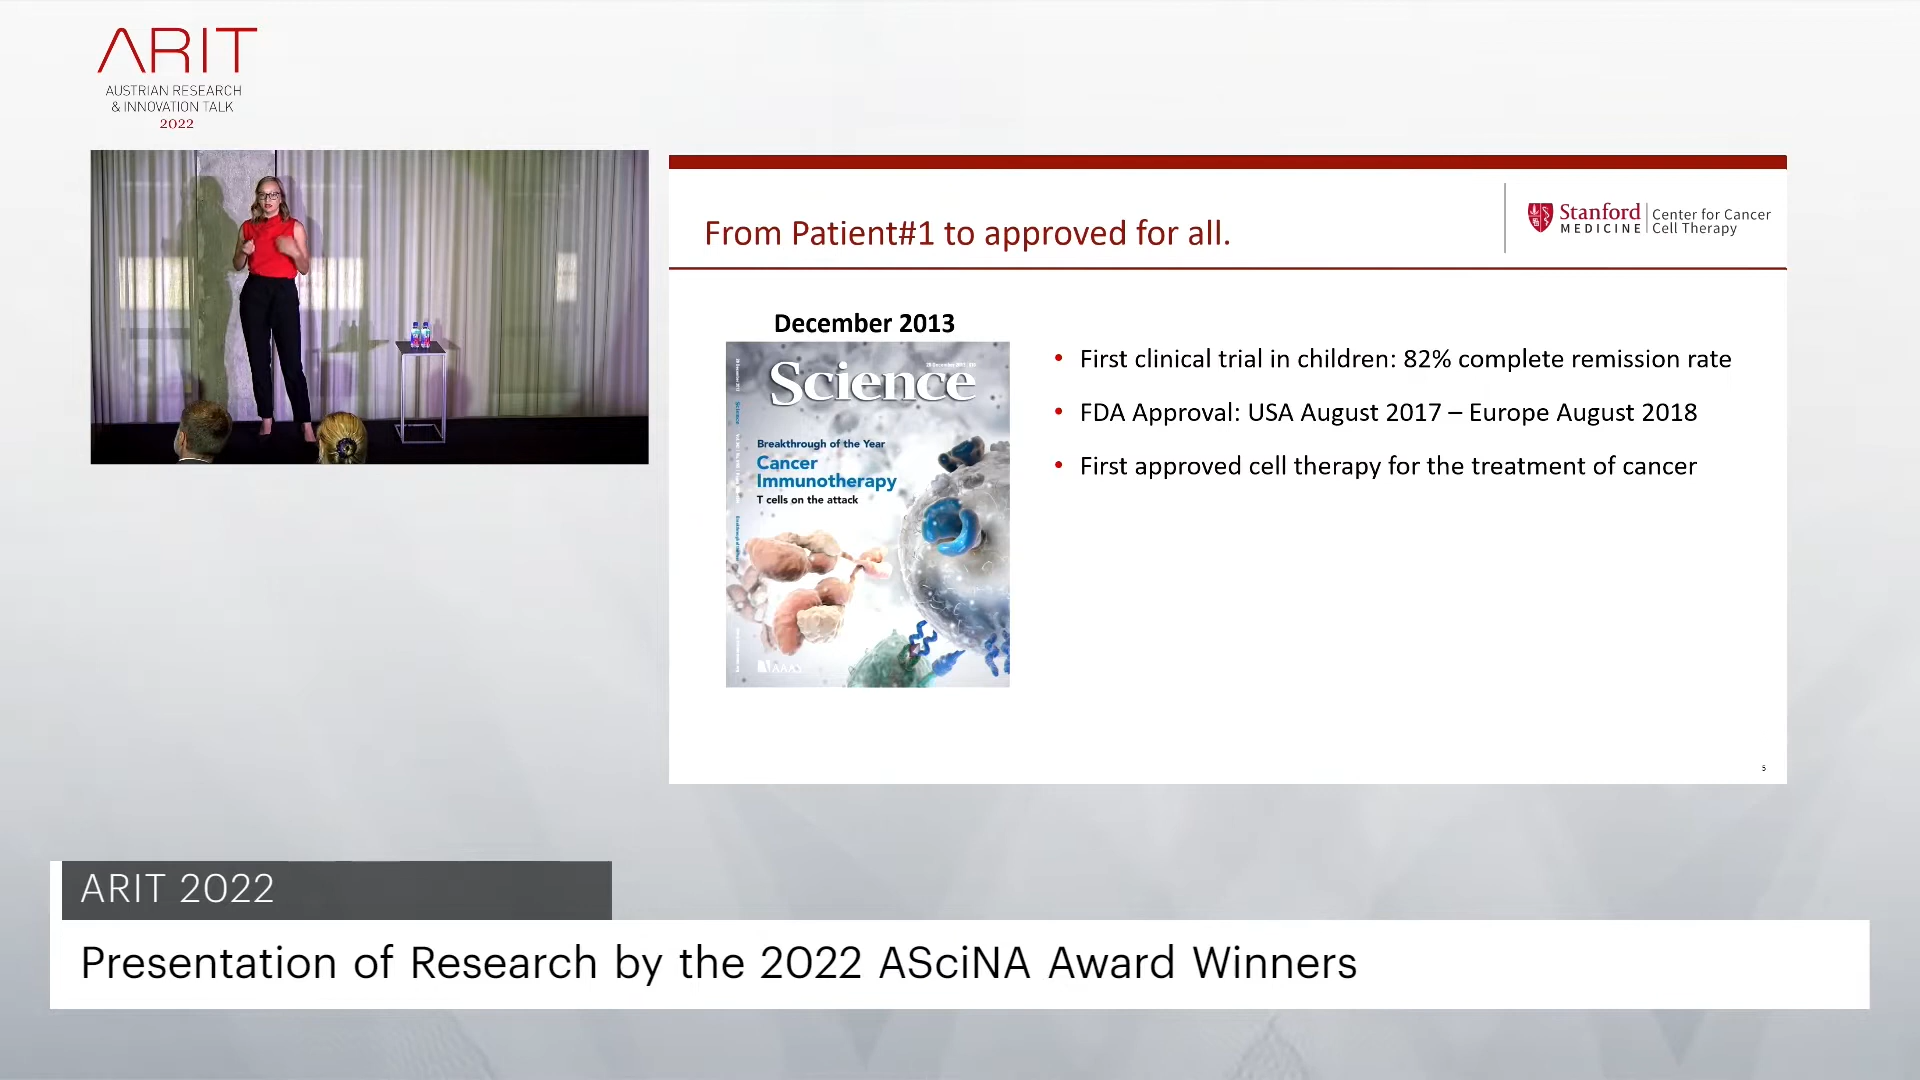 ARIT
AUSTRIAN RESEARCH
& INNOVATION TALK
2022
From Patient#1 to approved for all.
Stanford
MEDICINE
Center for Cancer
Cell Therapy
December 2013
Science
Breakthrough of the Year
Cancer
Immunotherapy
T cells on the attack
AAAS
• First clinical trial in children: 82% complete remission rate
• FDA Approval: USA August 2017 – Europe August 2018
• First approved cell therapy for the treatment of cancer
5
ARIT 2022
Presentation of Research by the 2022 ASciNA Award Winners